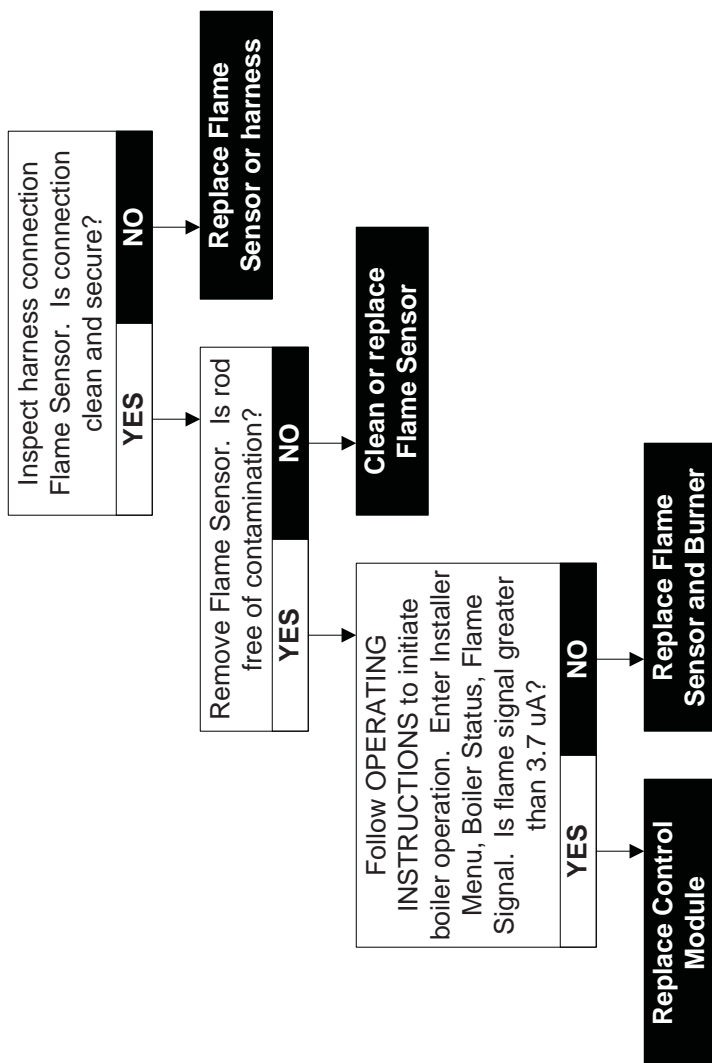 Inspect harness connection
Flame Sensor.  Is connection
clean and secure?
YES
NO
Replace Flame
Sensor or harness
Remove Flame Sensor.  Is rod
free of contamination?
YES
NO
Clean or replace
Flame Sensor
Follow OPERATING
INSTRUCTIONS to initiate
boiler operation.  Enter Installer
Menu, Boiler Status, Flame
Signal.  Is flame signal greater
than 3.7 uA?
YES
NO
Replace Control
Module
Replace Flame
Sensor and Burner